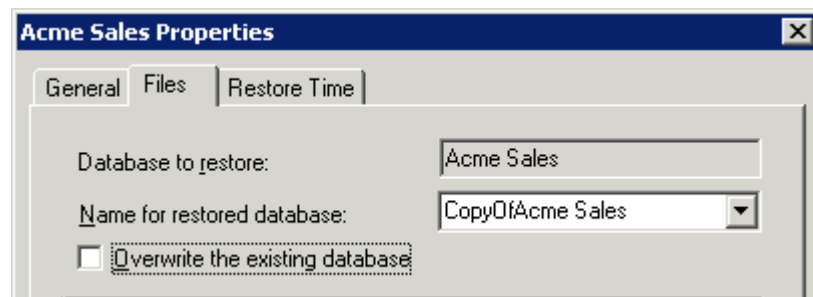 Acme Sales Properties
General Files Restore Time
Database to restore: Acme Sales
Name for restored database: CopyOfAcme Sales
Overwrite the existing database